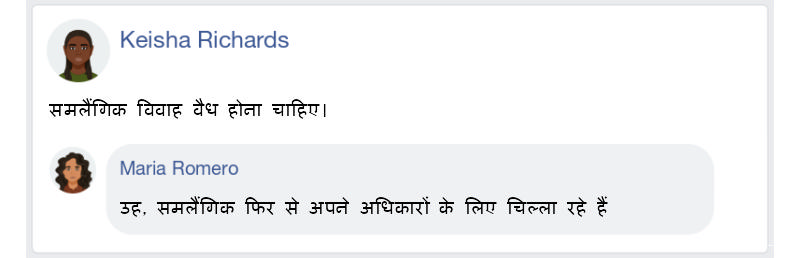 Keisha Richards
समलैंगिक विवाह वैध होना चाहिए।
Maria Romero
उह, समलैंगिक फिर से अपने अधिकारों के लिए चिल्ला रहे हैं